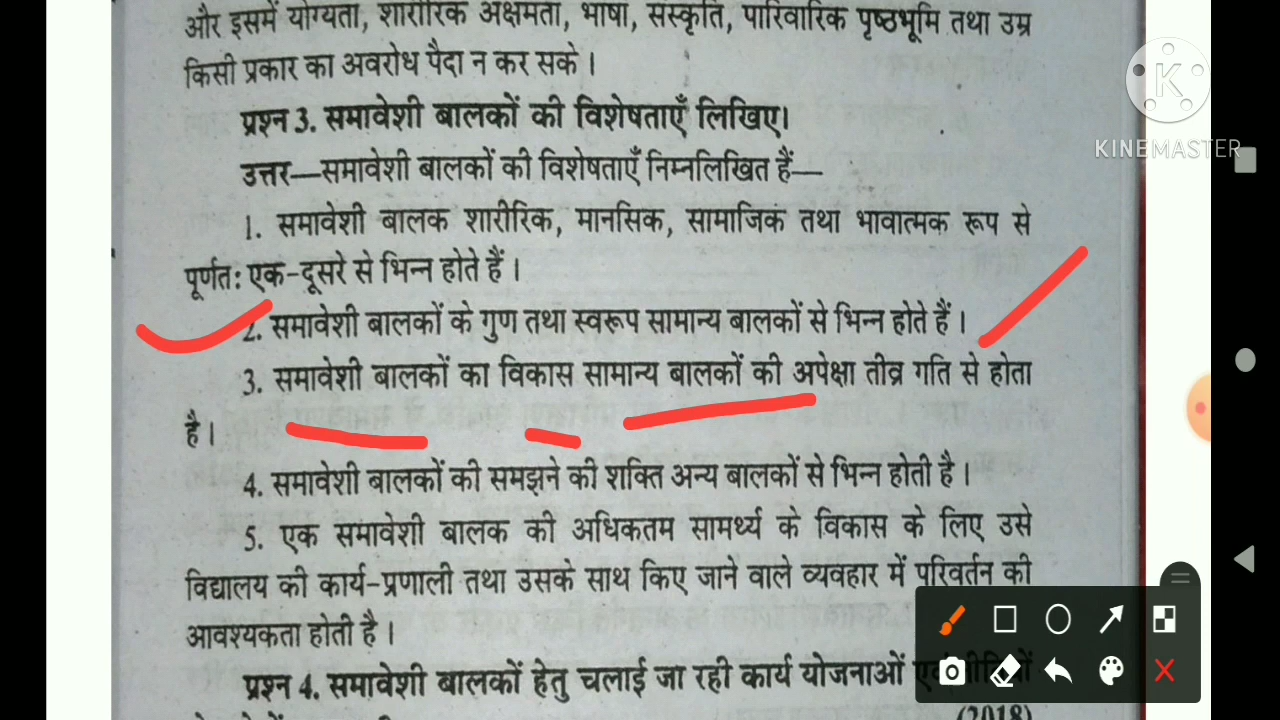 और इसमें योग्यता, शारीरिक अक्षमता, भाषा, संस्कृति, पारिवारिक पृष्ठभूमि तथा उम्र
किसी प्रकार का अवरोध पैदा न कर सके।
प्रश्न 3. समावेशी बालकों की विशेषताएँ लिखिए।
उत्तर—समावेशी बालकों की विशेषताएँ निम्नलिखित हैं—
1. समावेशी बालक शारीरिक, मानसिक, सामाजिक तथा भावात्मक रूप से
पूर्णतः एक-दूसरे से भिन्न होते हैं।
2. समावेशी बालकों के गुण तथा स्वरूप सामान्य बालकों से भिन्न होते हैं।
3. समावेशी बालकों का विकास सामान्य बालकों की अपेक्षा तीव्र गति से होता
है।
4. समावेशी बालकों की समझने की शक्ति अन्य बालकों से भिन्न होती है।
5. एक समावेशी बालक की अधिकतम सामर्थ्य के विकास के लिए उसे
विद्यालय की कार्य-प्रणाली तथा उसके साथ किए जाने वाले व्यवहार में परिवर्तन की
आवश्यकता होती है।
प्रश्न 4. समावेशी बालकों हेतु चलाई जा रही कार्य योजनाओं
(2018)
K
KINEMASTER